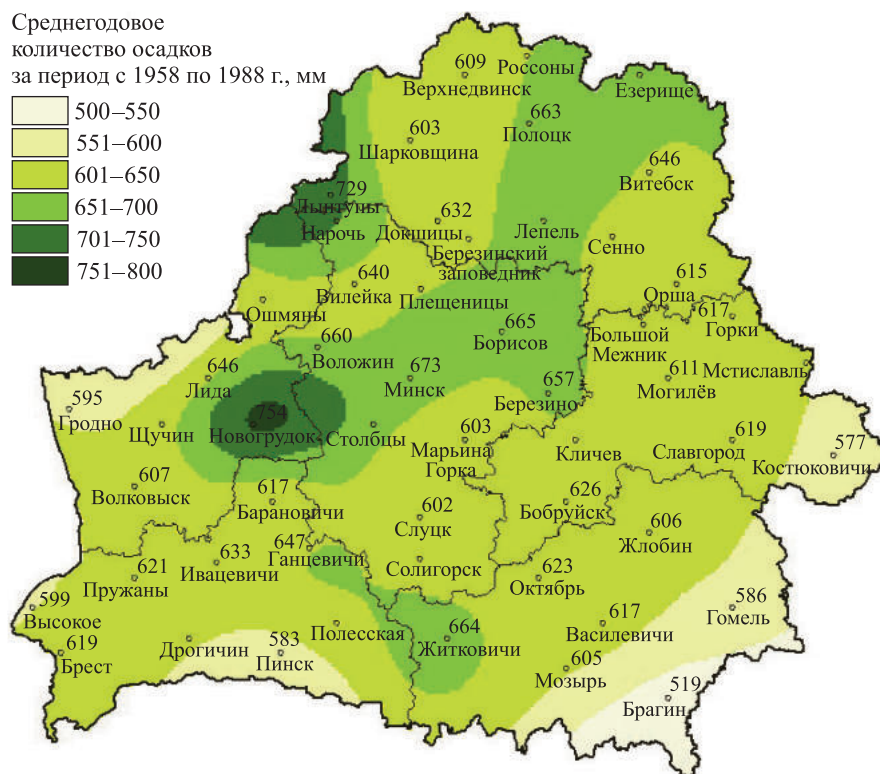 Среднегодовое
количество осадков
за период с 1958 по 1988 г., мм
500–550
551–600
601–650
651–700
701–750
751–800
Россоны
609
Верхнедвинск
Езерище
663
Полоцк
603
Шарковщина
646
Витебск
729
Лынтупы
Нарочь
632
Докшицы
Лепель
Сенно
Березинский
заповедник
640
Вилейка
Плещеницы
615
Орша
Ошмяны
617
Горки
Большой
Межник
665
Борисов
660
Воложин
Мстиславль
646
Лида
673
Минск
611
Могилёв
657
Березино
595
Гродно
754
Новогрудок
Щучин
Столбцы
603
Марьина
Горка
Кличев
619
Славгород
577
Костюковичи
607
Волковыск
617
Барановичи
602
Слуцк
626
Бобруйск
606
Жлобин
647
Ганцевичи
633
Ивацевичи
621
Пружаны
Солигорск
623
Октябрь
599
Высокое
586
Гомель
617
Василевичи
Полесская
664
Житковичи
619
Брест
Дрогичин
583
Пинск
605
Мозырь
519
Брагин